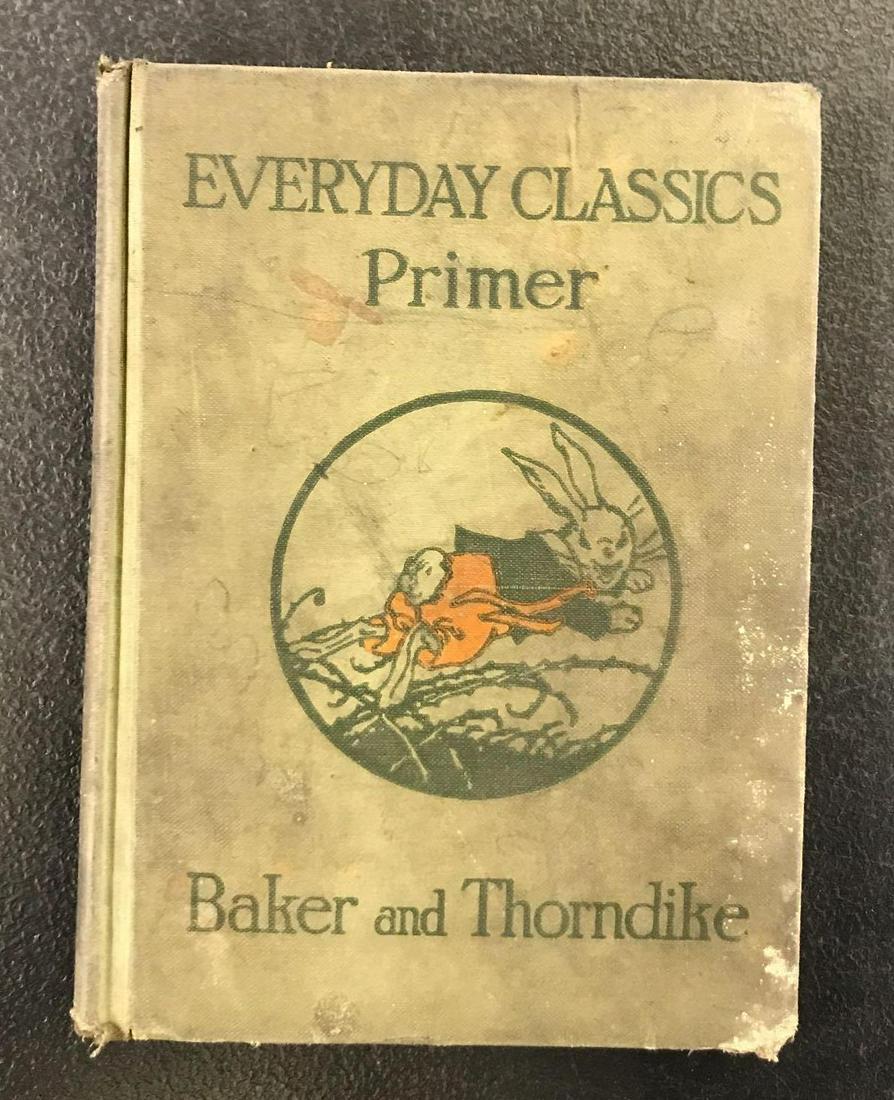 EVERYDAY CLASSICS
Primer
Baker and Thorndike